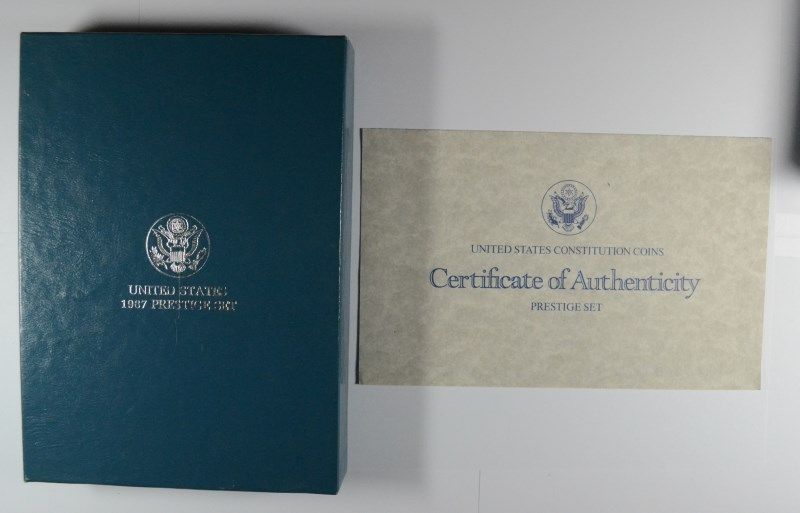 UNITED STATES
1987 PRESTIGE SET
UNITED STATES CONSTITUTION COINS
Certificate of Authenticity
PRESTIGE SET